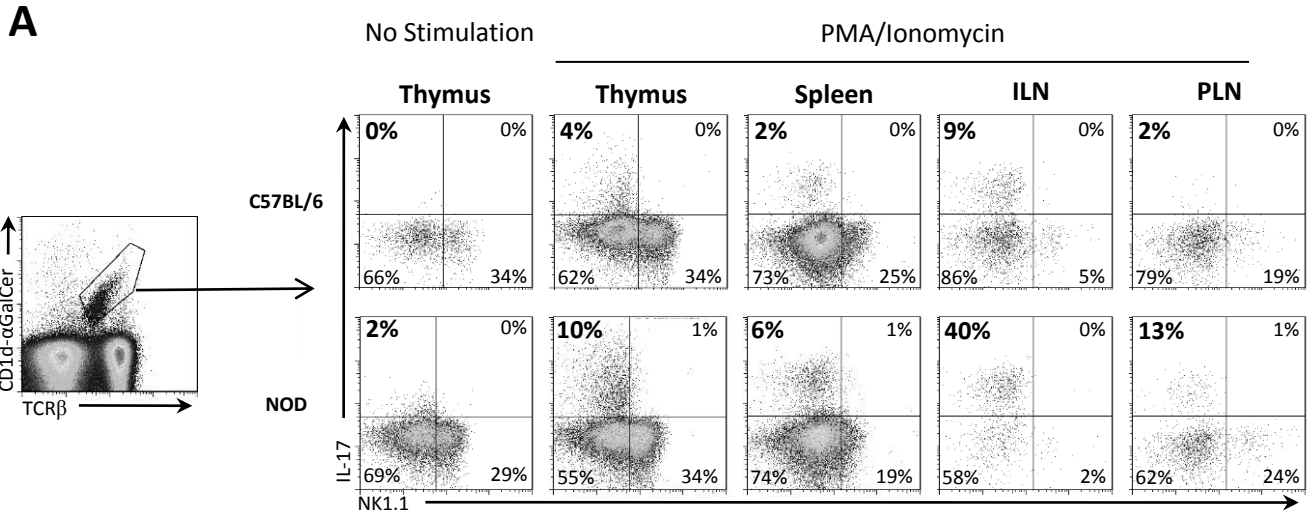 A
No Stimulation PMA/Ionomycin
Thymus Thymus Spleen ILN PLN
C57BL/6
0% 0% 4% 0% 2% 0% 9% 0% 2% 0%
66% 34% 62% 34% 73% 25% 86% 5% 79% 19%
NOD
2% 0% 10% 1% 6% 1% 40% 0% 13% 1%
69% 29% 55% 34% 74% 19% 58% 2% 62% 24%
CD1d-αGalCer
TCRβ
IL-17
NK1.1